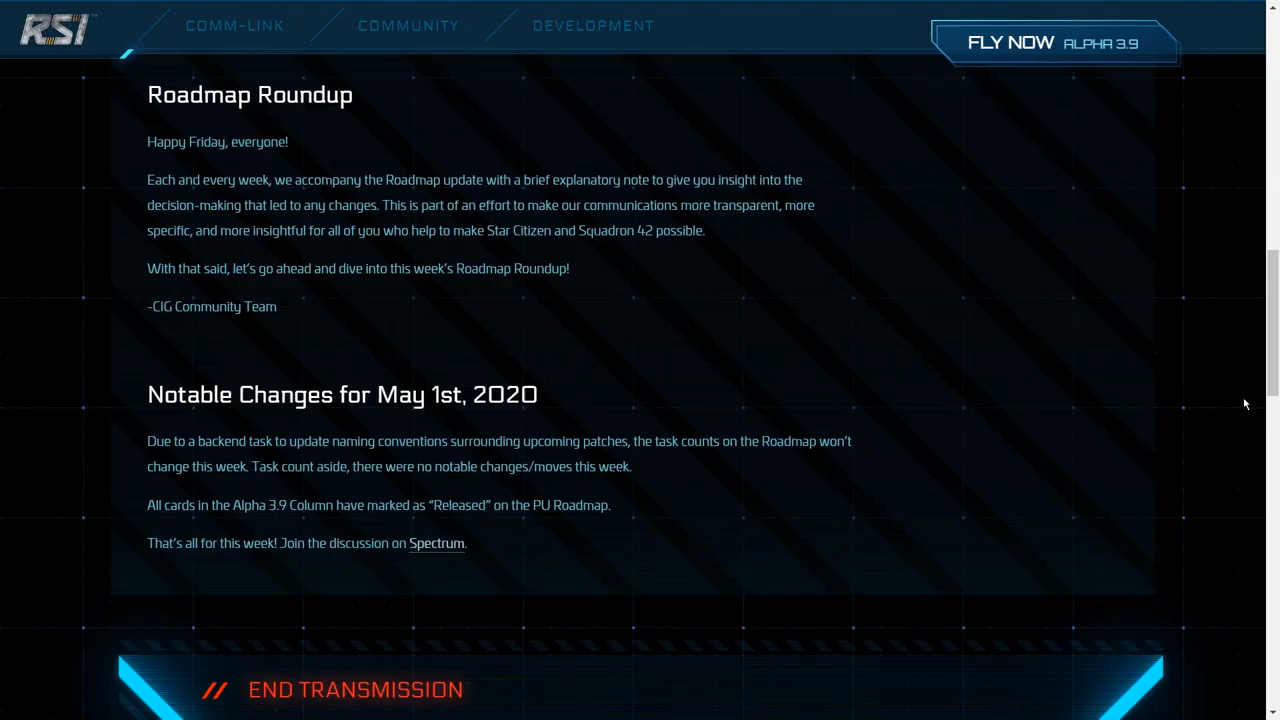 RSI
COMM-LINK
COMMUNITY
DEVELOPMENT
FLY NOW ALPHA 3.9
Roadmap Roundup
Happy Friday, everyone!
Each and every week, we accompany the Roadmap update with a brief explanatory note to give you insight into the
decision-making that led to any changes. This is part of an effort to make our communications more transparent, more
specific, and more insightful for all of you who help to make Star Citizen and Squadron 42 possible.
With that said, let's go ahead and dive into this week's Roadmap Roundup!
-CIG Community Team
Notable Changes for May 1st, 2020
Due to a backend task to update naming conventions surrounding upcoming patches, the task counts on the Roadmap won't
change this week. Task count aside, there were no notable changes/moves this week.
All cards in the Alpha 3.9 Column have marked as “Released” on the PU Roadmap.
That's all for this week! Join the discussion on Spectrum.
// END TRANSMISSION